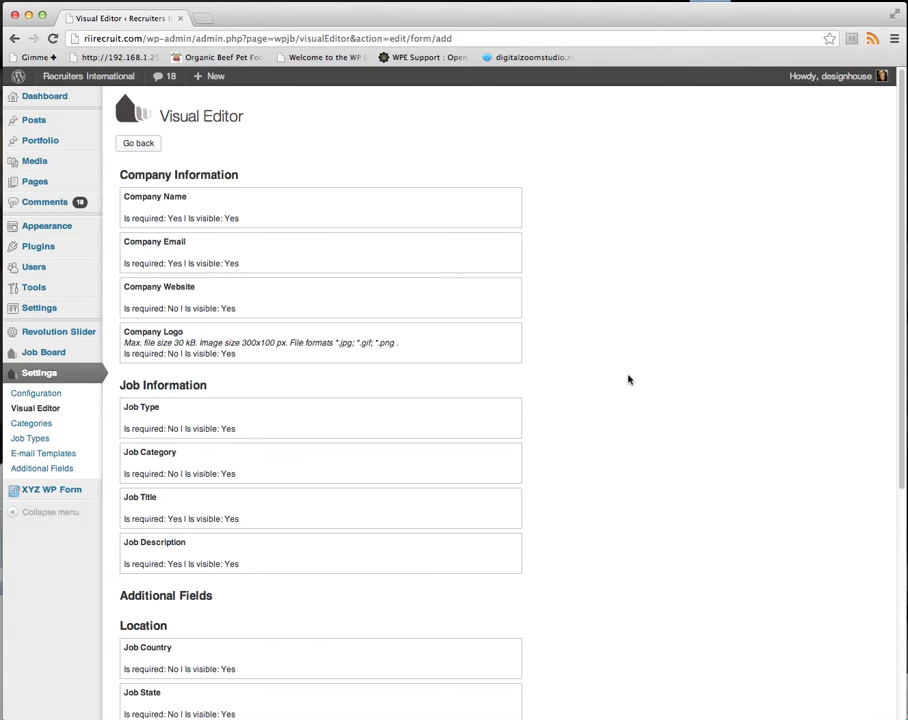 Visual Editor ‹ Recruiters In
riirecruit.com/wp-admin/admin.php?page=wpjb/visualEditor&action=edit/form/add
Gimme
http://192.168.1.25
Organic Beef Pet Foo
Welcome to the WP
WPE Support : Open
digitalzoomstudio.n
Recruiters International
18
+ New
Howdy, designhouse
Dashboard
Posts
Portfolio
Media
Pages
Comments 18
Appearance
Plugins
Users
Tools
Settings
Revolution Slider
Job Board
Settings
Configuration
Visual Editor
Categories
Job Types
E-mail Templates
Additional Fields
XYZ WP Form
Collapse menu
Visual Editor
Go back
Company Information
Company Name
Is required: Yes | Is visible: Yes
Company Email
Is required: Yes | Is visible: Yes
Company Website
Is required: No | Is visible: Yes
Company Logo
Max. file size 30 kB. Image size 300x100 px. File formats *.jpg; *.gif; *.png .
Is required: No | Is visible: Yes
Job Information
Job Type
Is required: No | Is visible: Yes
Job Category
Is required: No | Is visible: Yes
Job Title
Is required: Yes | Is visible: Yes
Job Description
Is required: Yes | Is visible: Yes
Additional Fields
Location
Job Country
Is required: No | Is visible: Yes
Job State
Is required: No | Is visible: Yes